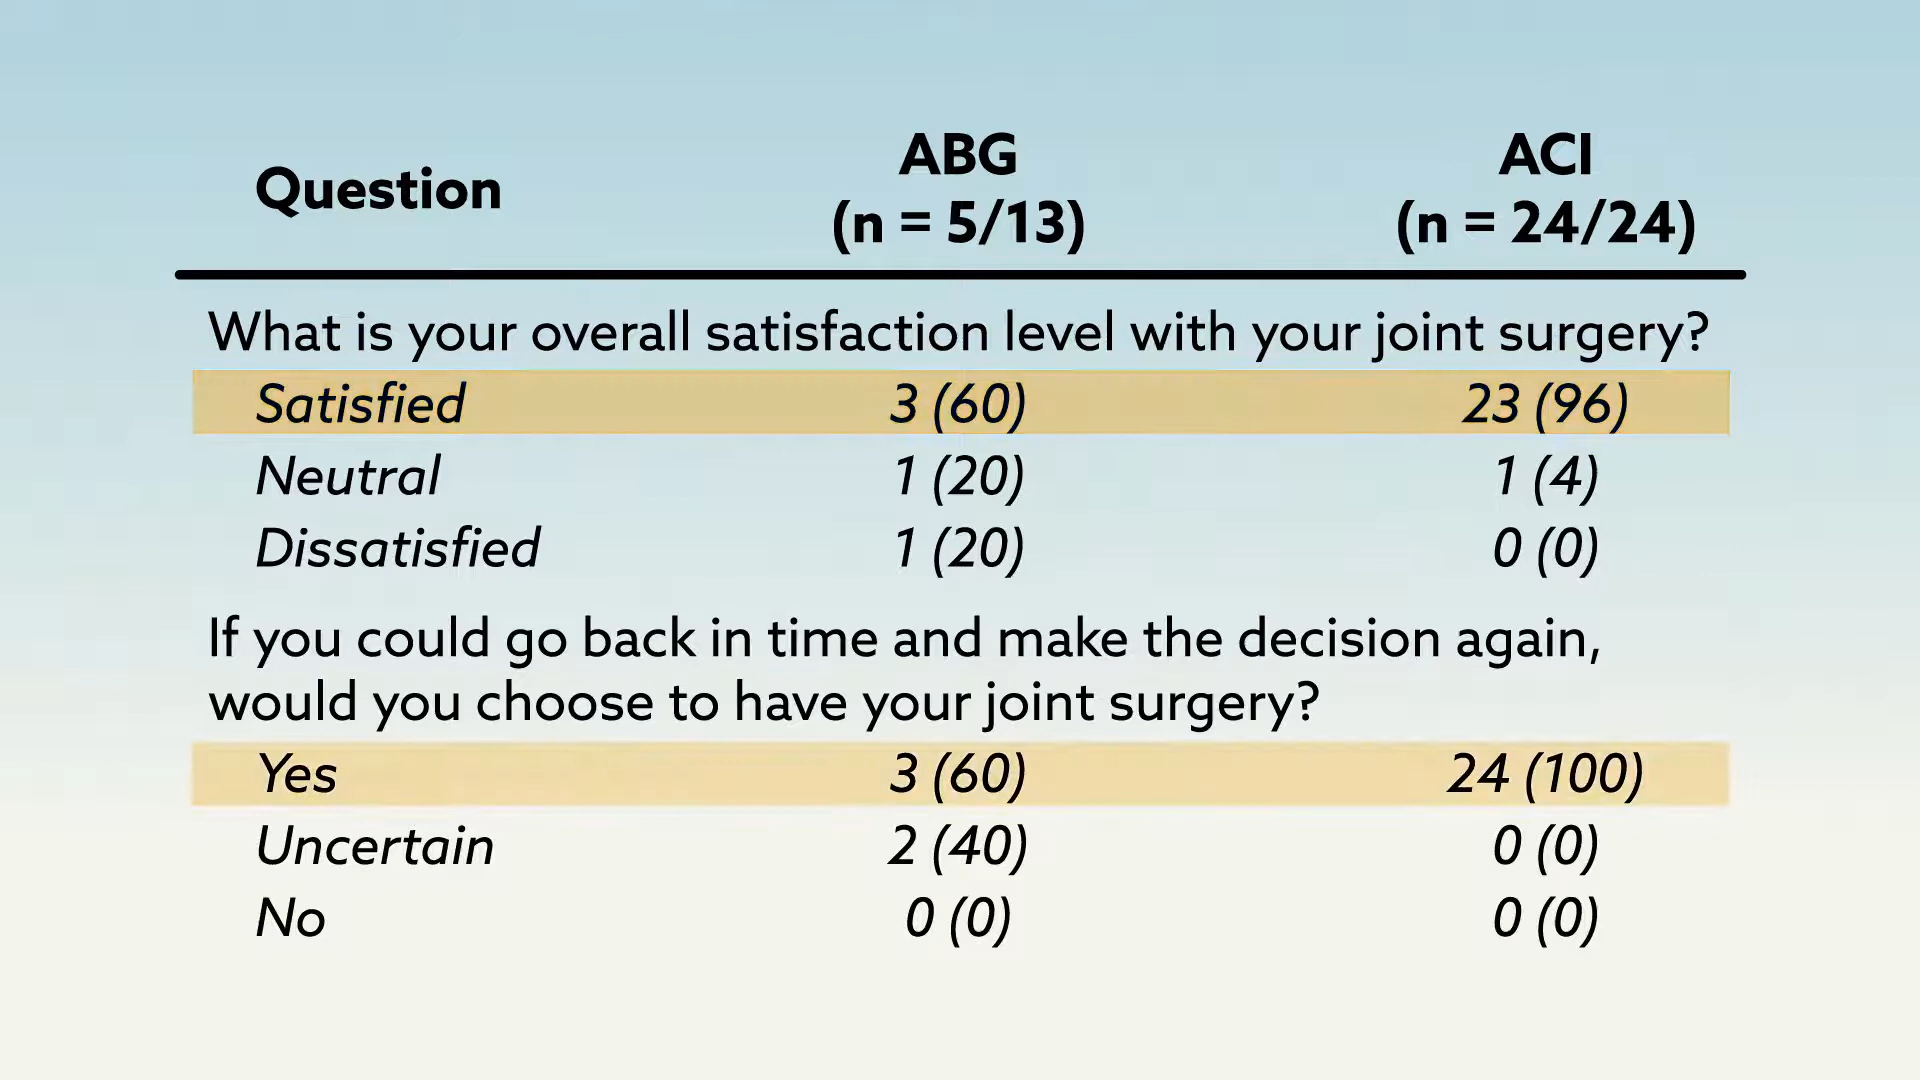 Question ABG ACI
(n = 5/13) (n = 24/24)
What is your overall satisfaction level with your joint surgery?
Satisfied 3 (60) 23 (96)
Neutral 1 (20) 1 (4)
Dissatisfied 1 (20) 0 (0)
If you could go back in time and make the decision again,
would you choose to have your joint surgery?
Yes 3 (60) 24 (100)
Uncertain 2 (40) 0 (0)
No 0 (0) 0 (0)